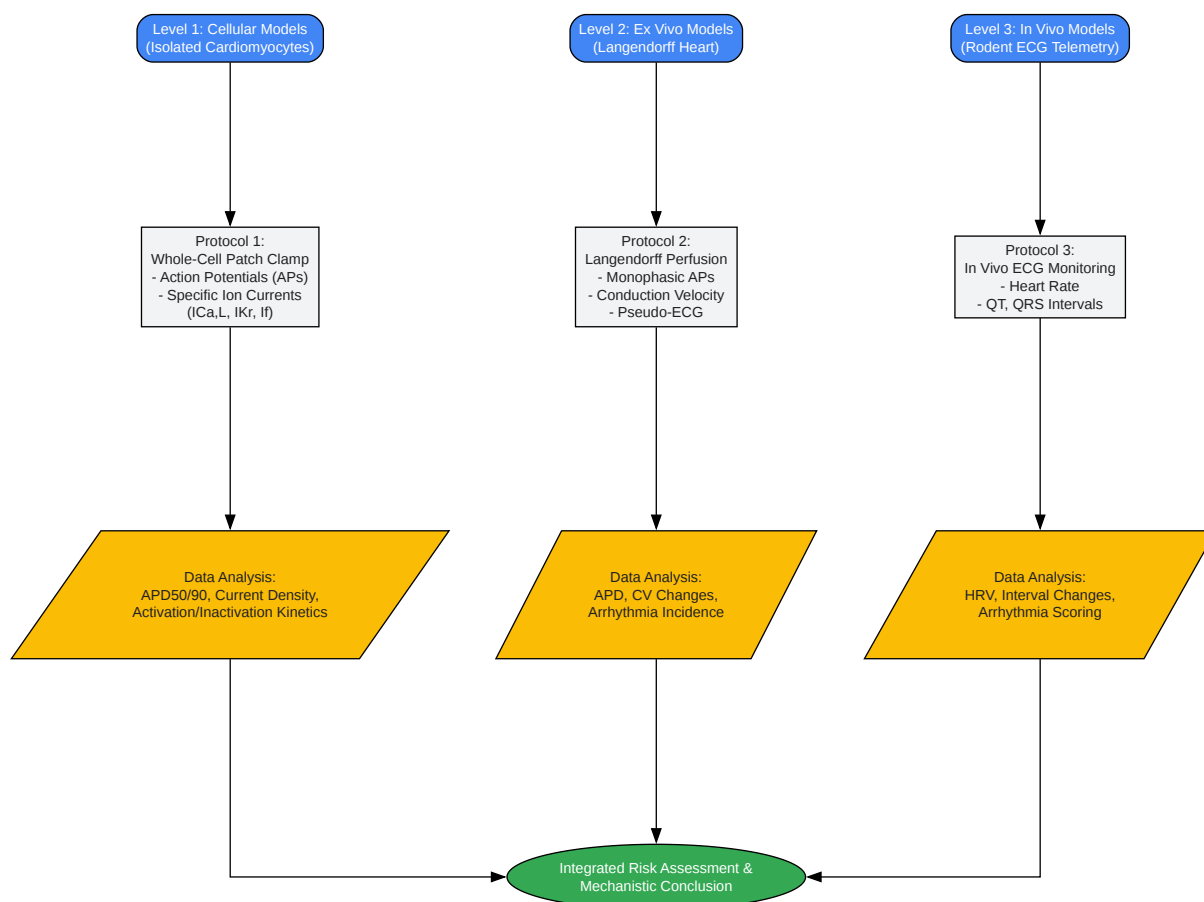 Level 1: Cellular Models
(Isolated Cardiomyocytes)
Level 2: Ex Vivo Models
(Langendorff Heart)
Level 3: In Vivo Models
(Rodent ECG Telemetry)
Protocol 1:
Whole-Cell Patch Clamp
- Action Potentials (APs)
- Specific Ion Currents
(ICa,L, IKr, If)
Protocol 2:
Langendorff Perfusion
- Monophasic APs
- Conduction Velocity
- Pseudo-ECG
Protocol 3:
In Vivo ECG Monitoring
- Heart Rate
- QT, QRS Intervals
Data Analysis:
APD50/90, Current Density,
Activation/Inactivation Kinetics
Data Analysis:
APD, CV Changes,
Arrhythmia Incidence
Data Analysis:
HRV, Interval Changes,
Arrhythmia Scoring
Integrated Risk Assessment &
Mechanistic Conclusion